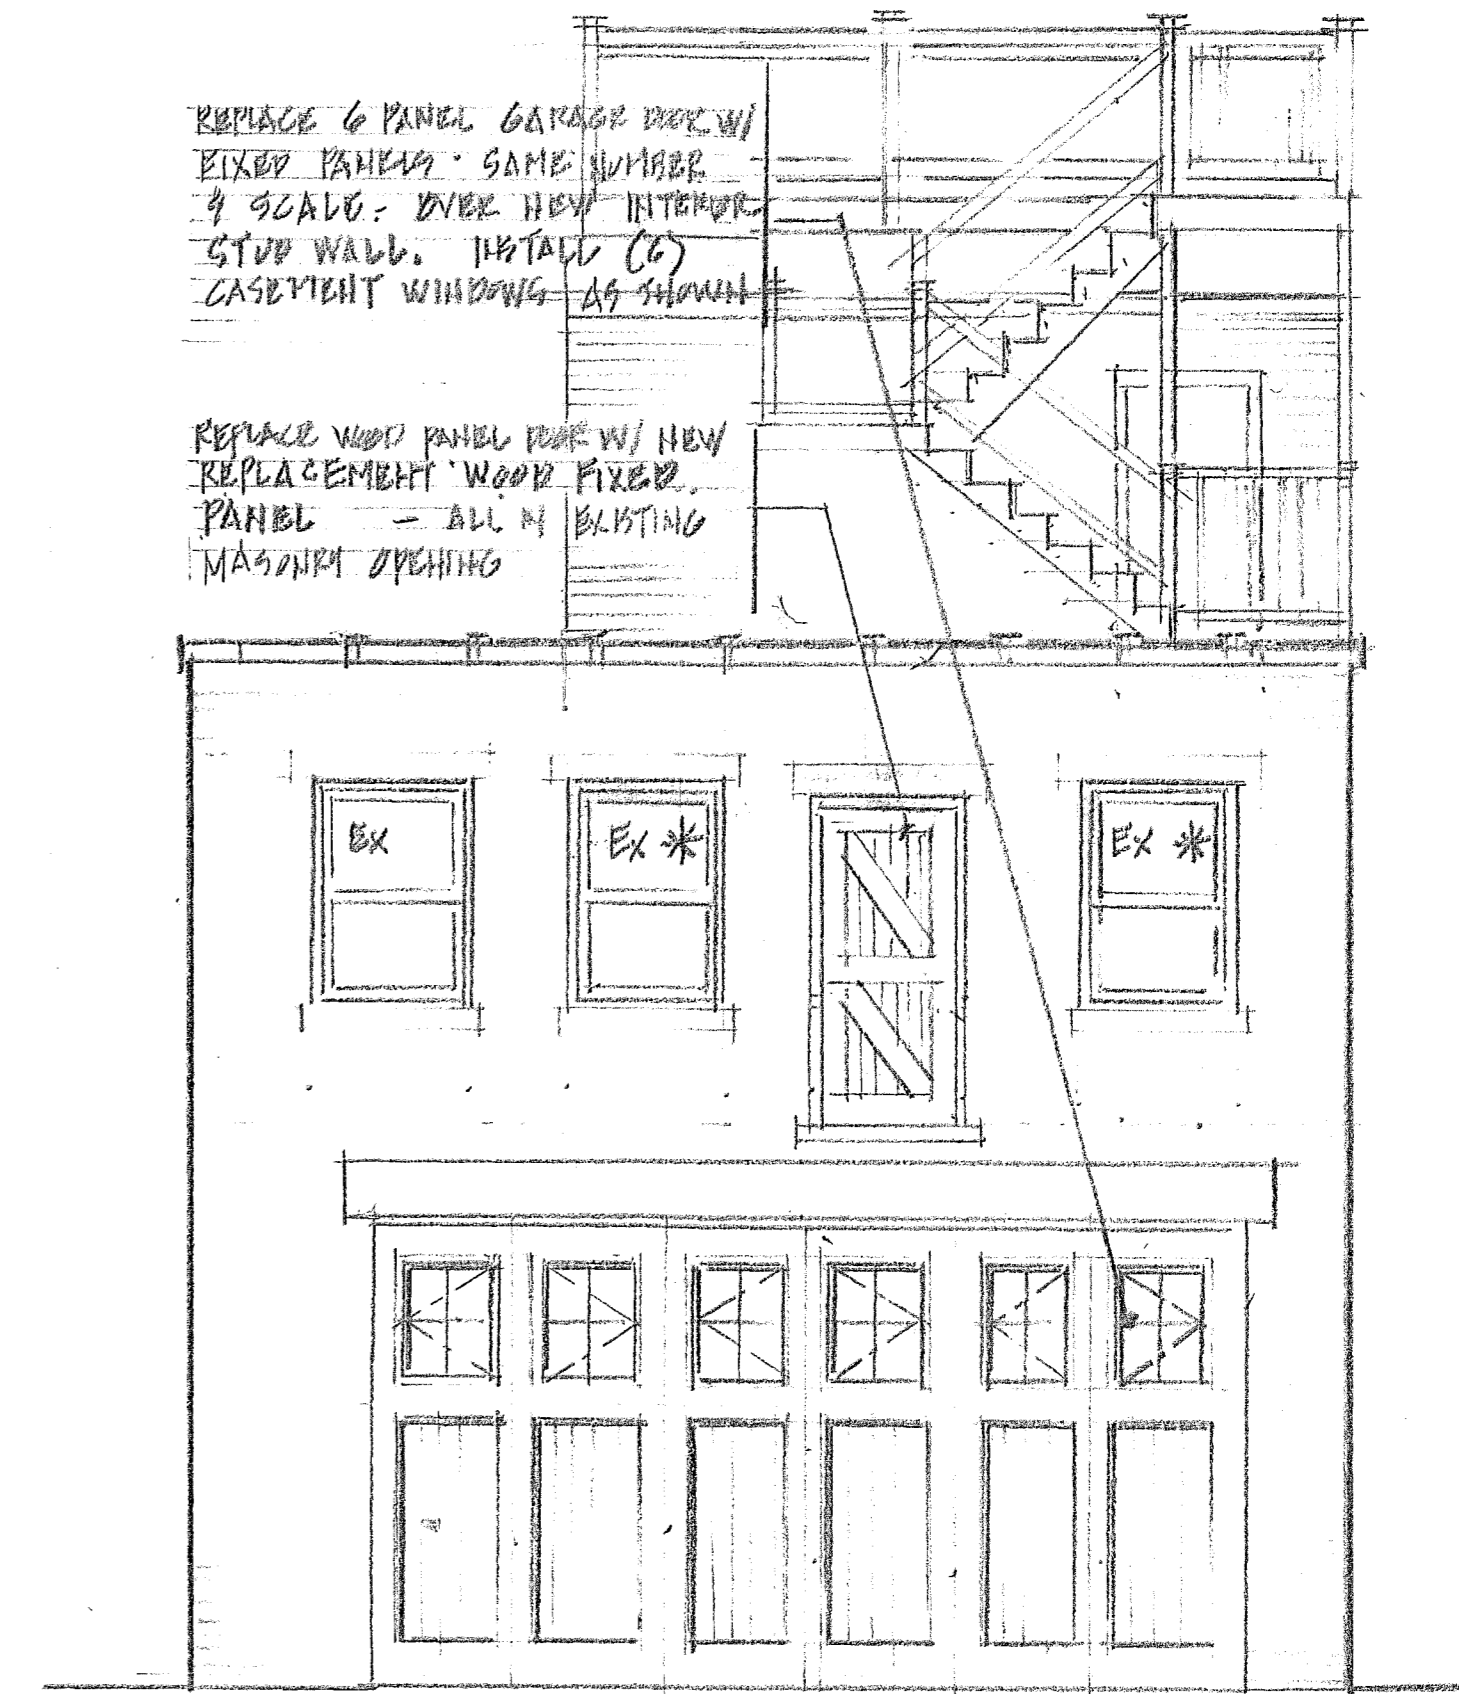 REPLACE 6 PANEL GARAGE DOOR W/
FIXED PANELS · SAME NUMBER
& SCALE - OVER NEW INTERIOR
STUD WALL. INSTALL (6)
CASEMENT WINDOWS AS SHOWN
REPLACE WOOD PANEL DOOR W/ NEW
REPLACEMENT WOOD FIXED
PANEL — ALL IN EXISTING
MASONRY OPENING
EX
EX *
EX *